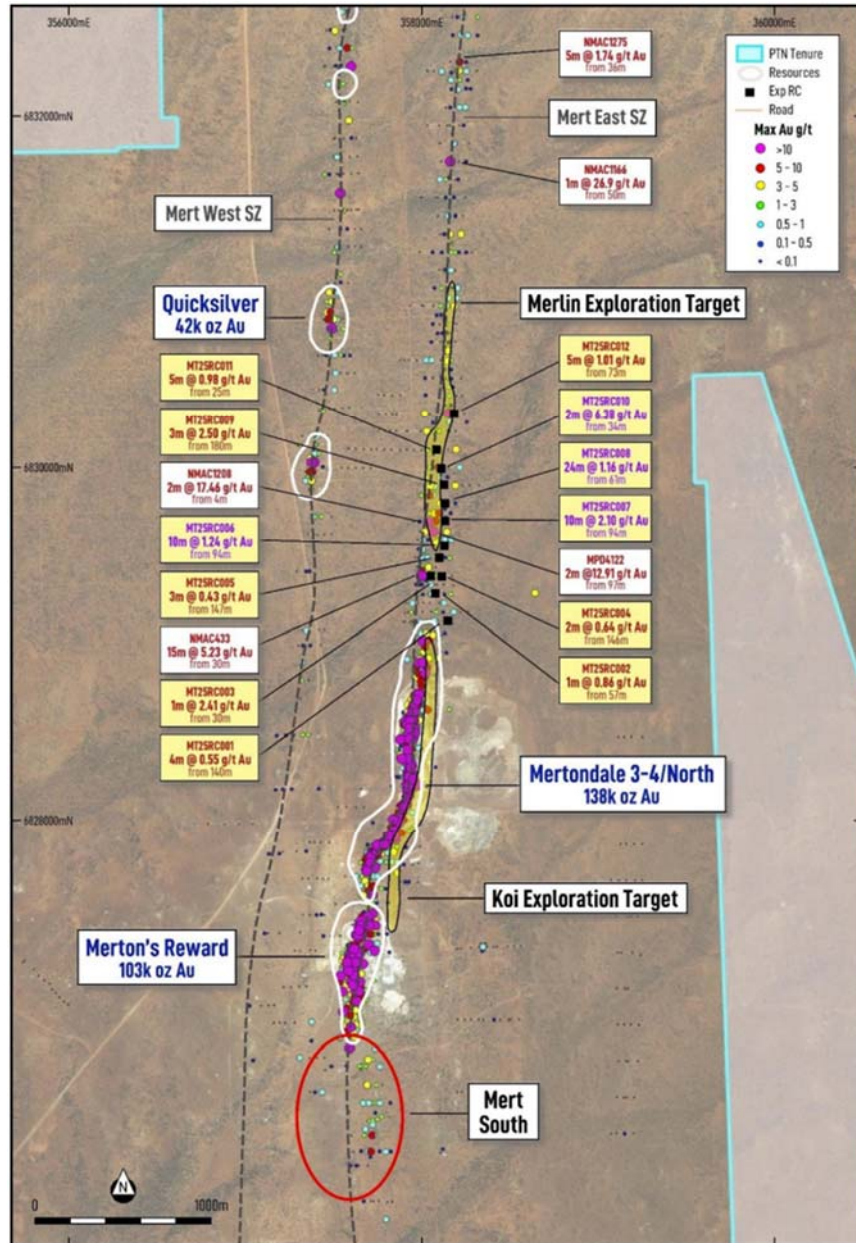 356000mE
358000mE
360000mE
NMAC1275
5m @ 1.74 g/t Au
from 36m
PTN Tenure
Resources
Exp RC
Road
Max Au g/t
>10
5 - 10
3 - 5
1 - 3
0.5 - 1
0.1 - 0.5
< 0.1
6832000mN
Mert East SZ
NMAC1166
1m @ 26.9 g/t Au
from 50m
Mert West SZ
Quicksilver
42k oz Au
Merlin Exploration Target
MT25RC011
5m @ 0.98 g/t Au
from 25m
MT25RC012
5m @ 1.01 g/t Au
from 73m
MT25RC009
3m @ 2.50 g/t Au
from 180m
MT25RC010
2m @ 6.38 g/t Au
from 34m
6830000mN
NMAC1208
2m @ 17.46 g/t Au
from 4m
MT25RC008
24m @ 1.16 g/t Au
from 61m
MT25RC006
10m @ 1.24 g/t Au
from 94m
MT25RC007
10m @ 2.10 g/t Au
from 94m
MT25RC005
3m @ 0.43 g/t Au
from 147m
MP04122
2m @12.91 g/t Au
from 97m
NMAC433
15m @ 5.23 g/t Au
from 30m
MT25RC004
2m @ 0.64 g/t Au
from 146m
MT25RC003
1m @ 2.41 g/t Au
from 30m
MT25RC002
1m @ 0.86 g/t Au
from 57m
MT25RC001
4m @ 0.55 g/t Au
from 140m
Mertondale 3-4/North
138k oz Au
6828000mN
Koi Exploration Target
Merton's Reward
103k oz Au
Mert
South
N
0
1000m